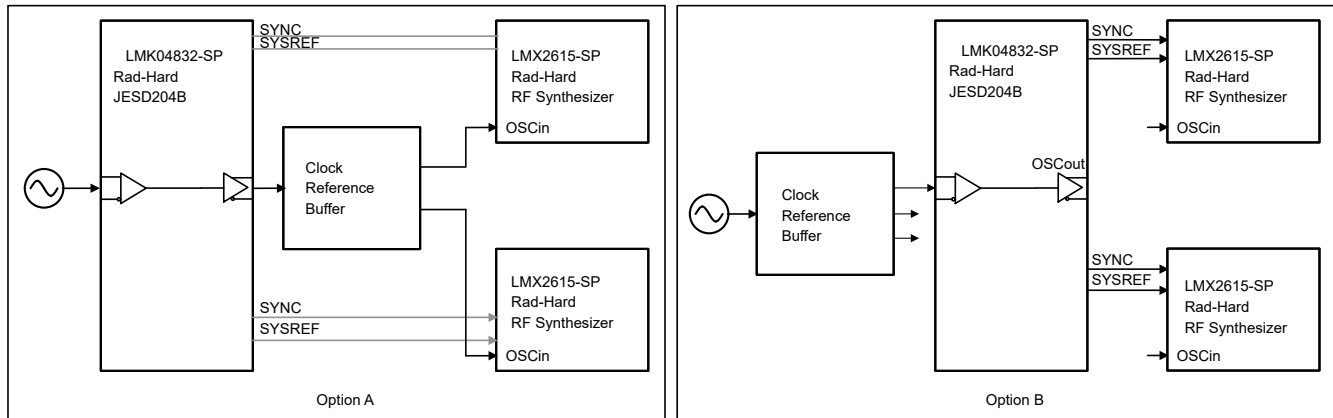 SYNC
SYSREF
LMK04832-SP
Rad-Hard
JESD204B
LMX2615-SP
Rad-Hard
RF Synthesizer
OSCin
Clock
Reference
Buffer
SYNC
SYSREF
LMX2615-SP
Rad-Hard
RF Synthesizer
OSCin
Option A
SYNC
SYSREF
LMK04832-SP
Rad-Hard
JESD204B
LMX2615-SP
Rad-Hard
RF Synthesizer
OSCin
OSCout
Clock
Reference
Buffer
SYNC
SYSREF
LMX2615-SP
Rad-Hard
RF Synthesizer
OSCin
Option B